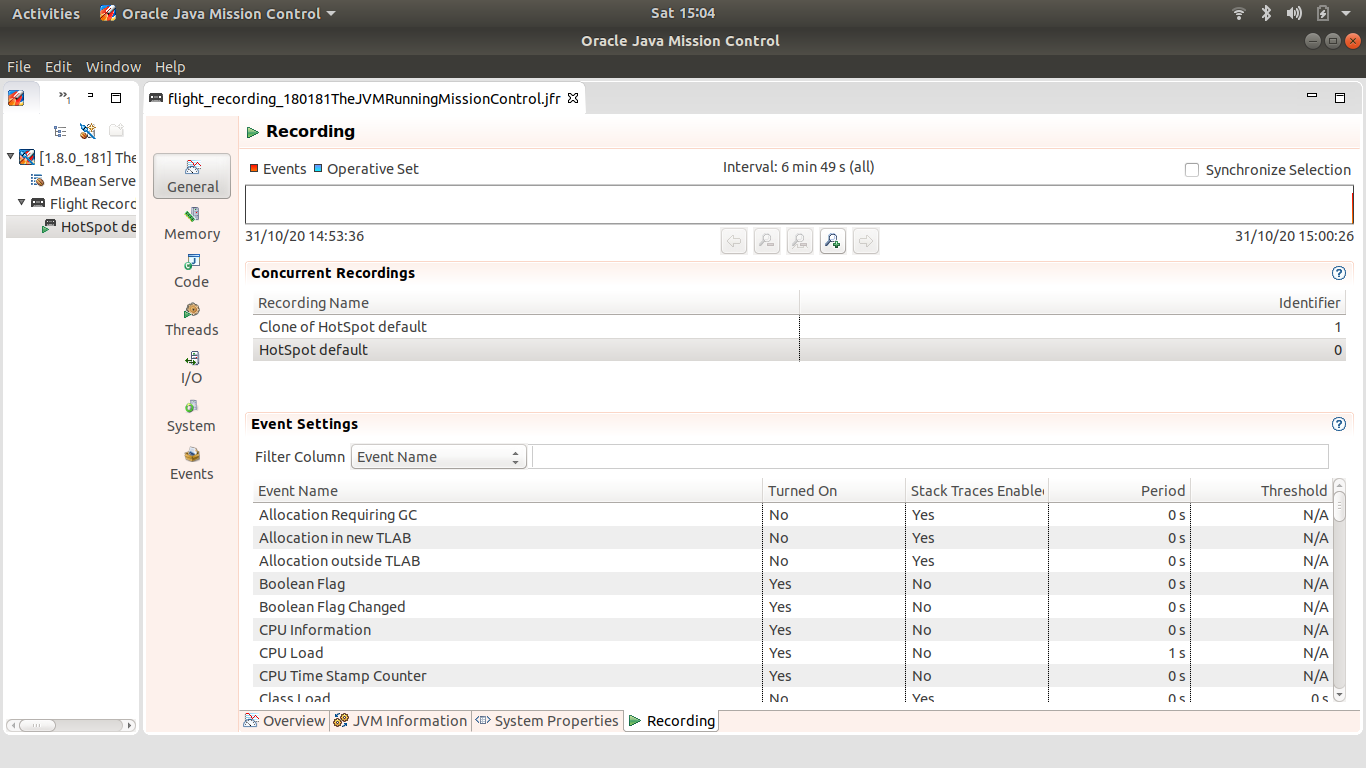 Activities Oracle Java Mission Control Sat 15:04
Oracle Java Mission Control
File Edit Window Help
»1
flight_recording_180181TheJVMRunningMissionControl.jfr
[1.8.0_181] The
MBean Serve
Flight Recorc
HotSpot de
General
Memory
Code
Threads
I/O
System
Events
Recording
Events Operative Set Interval: 6 min 49 s (all) Synchronize Selection
31/10/20 14:53:36 31/10/20 15:00:26
Concurrent Recordings
Recording Name Identifier
Clone of HotSpot default 1
HotSpot default 0
Event Settings
Filter Column Event Name
Event Name Turned On Stack Traces Enable Period Threshold
Allocation Requiring GC No Yes 0 s N/A
Allocation in new TLAB No Yes 0 s N/A
Allocation outside TLAB No Yes 0 s N/A
Boolean Flag Yes No 0 s N/A
Boolean Flag Changed Yes No 0 s N/A
CPU Information Yes No 0 s N/A
CPU Load Yes No 1 s N/A
CPU Time Stamp Counter Yes No 0 s N/A
Class Load No Yes 0 s 0 s
Overview JVM Information System Properties Recording